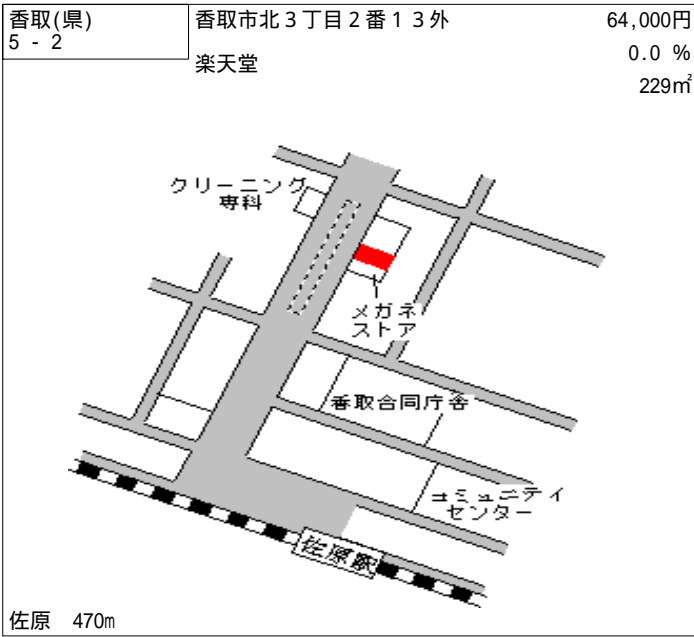 香取(県)
5 - 2
香取市北３丁目２番１３外
楽天堂
64,000円
0.0 %
229㎡
クリーニング
専科
メガネ
ストア
香取合同庁舎
コミュニティ
センター
佐原駅
佐原　470m